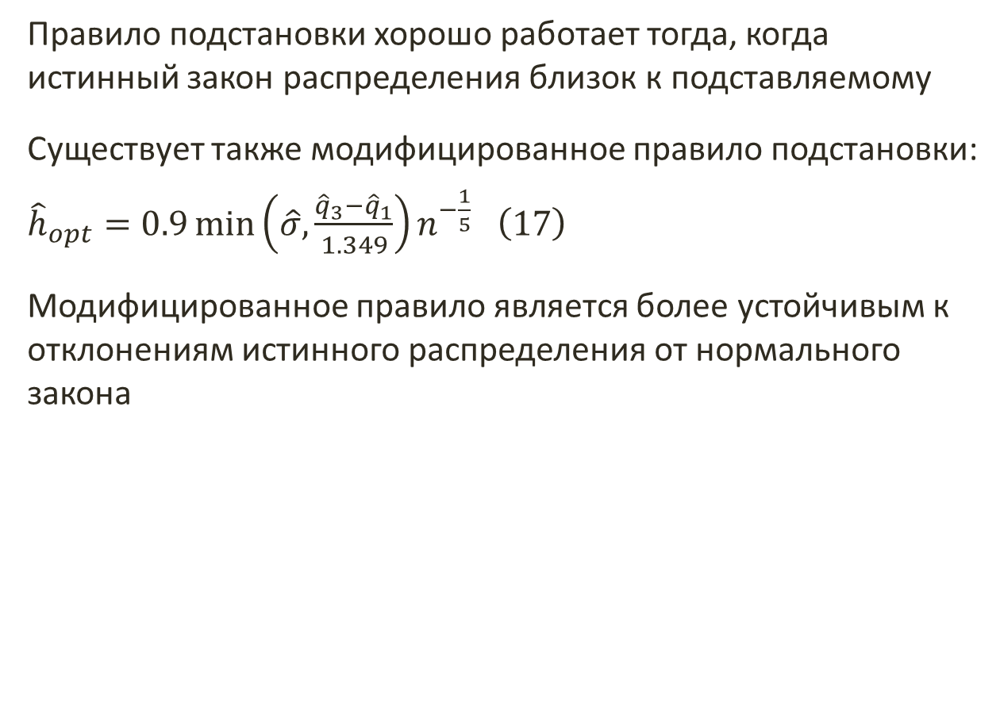 Правило подстановки хорошо работает тогда, когда
истинный закон распределения близок к подставляемому
Существует также модифицированное правило подстановки:
$\hat{h}_{opt} = 0.9 \min \left( \hat{\sigma}, \frac{\hat{q}_3 - \hat{q}_1}{1.349} \right) n^{-\frac{1}{5}}$ (17)
Модифицированное правило является более устойчивым к
отклонениям истинного распределения от нормального
закона